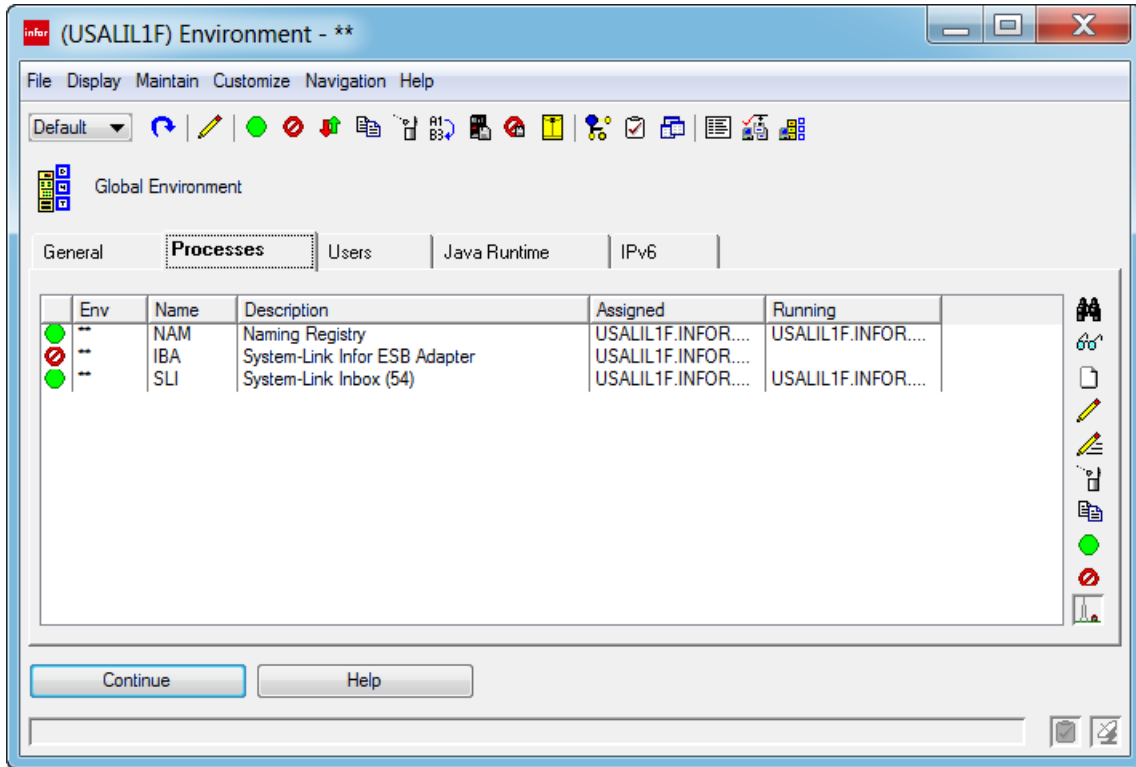 infor (USALIL1F) Environment - **
File Display Maintain Customize Navigation Help
Default
Global Environment
General Processes Users Java Runtime IPv6
Env Name Description Assigned Running
** NAM Naming Registry USALIL1F.INFOR.... USALIL1F.INFOR....
** IBA System-Link Infor ESB Adapter USALIL1F.INFOR....
** SLI System-Link Inbox (54) USALIL1F.INFOR.... USALIL1F.INFOR....
Continue Help